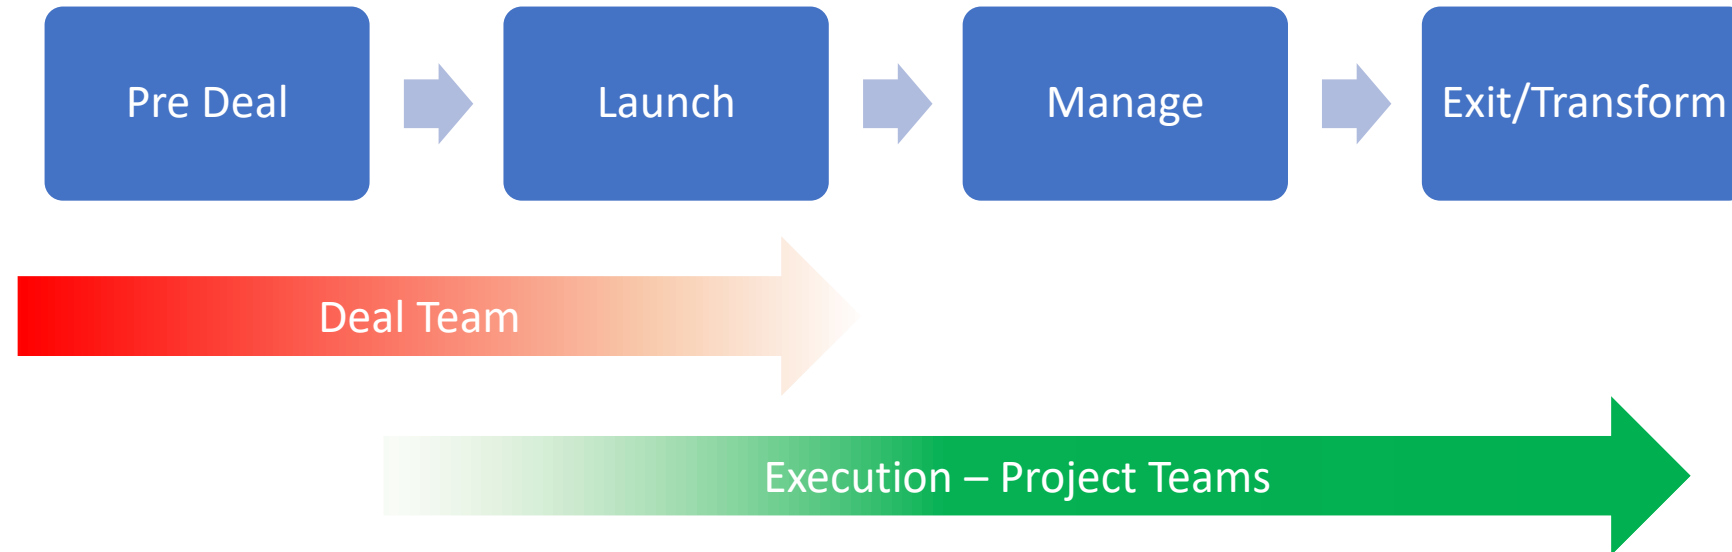 Pre Deal
Launch
Manage
Exit/Transform
Deal Team
Execution – Project Teams